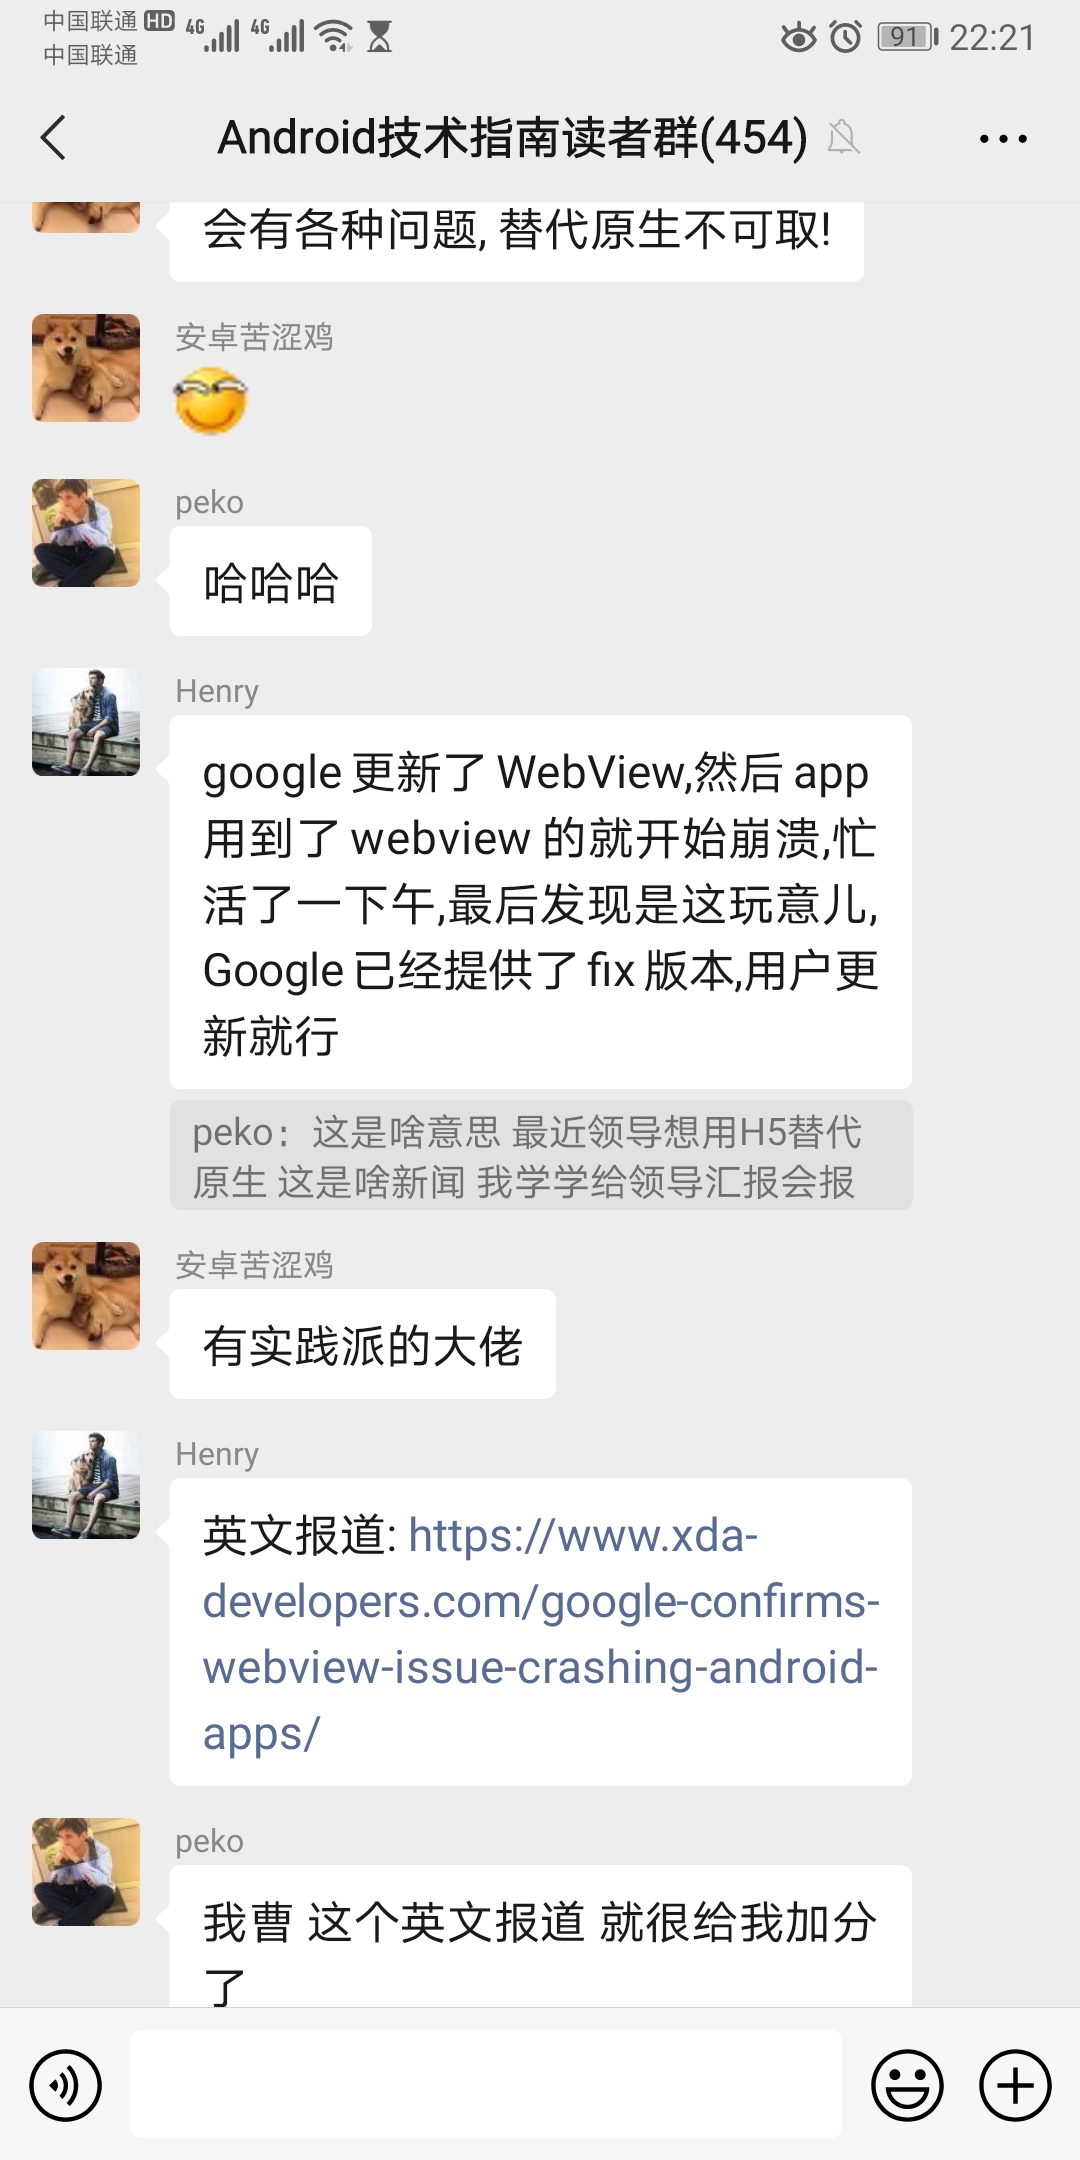 中国联通 HD 4G 4G
中国联通
91 22:21
Android技术指南读者群(454)
会有各种问题, 替代原生不可取!
安卓苦涩鸡
peko
哈哈哈
Henry
google 更新了 WebView,然后 app
用到了 webview 的就开始崩溃,忙
活了一下午,最后发现是这玩意儿,
Google 已经提供了 fix 版本,用户更
新就行
peko：这是啥意思 最近领导想用H5替代
原生 这是啥新闻 我学学给领导汇报会报
安卓苦涩鸡
有实践派的大佬
Henry
英文报道: https://www.xda-
developers.com/google-confirms-
webview-issue-crashing-android-
apps/
peko
我曹 这个英文报道 就很给我加分
了